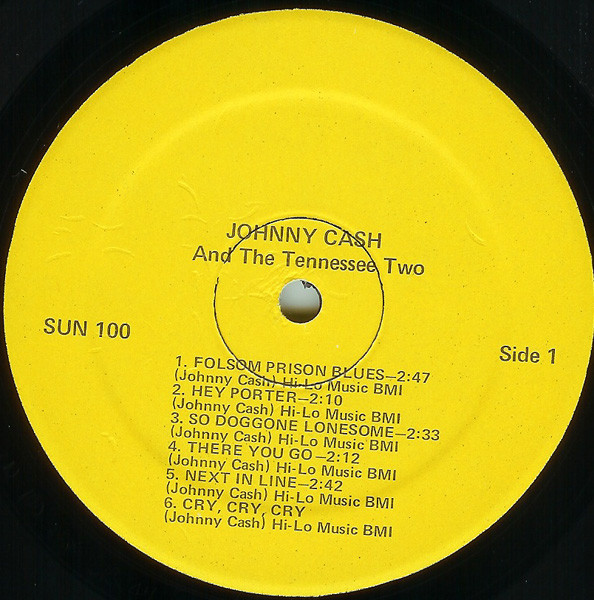 JOHNNY CASH
And The Tennessee Two
SUN 100
Side 1
1. FOLSOM PRISON BLUES—2:47
(Johnny Cash) Hi-Lo Music BMI
2. HEY PORTER—2:10
(Johnny Cash) Hi-Lo Music BMI
3. SO DOGGONE LONESOME—2:33
(Johnny Cash) Hi-Lo Music BMI
4. THERE YOU GO—2:12
(Johnny Cash) Hi-Lo Music BMI
5. NEXT IN LINE—2:42
(Johnny Cash) Hi-Lo Music BMI
6. CRY, CRY, CRY
(Johnny Cash) Hi-Lo Music BMI